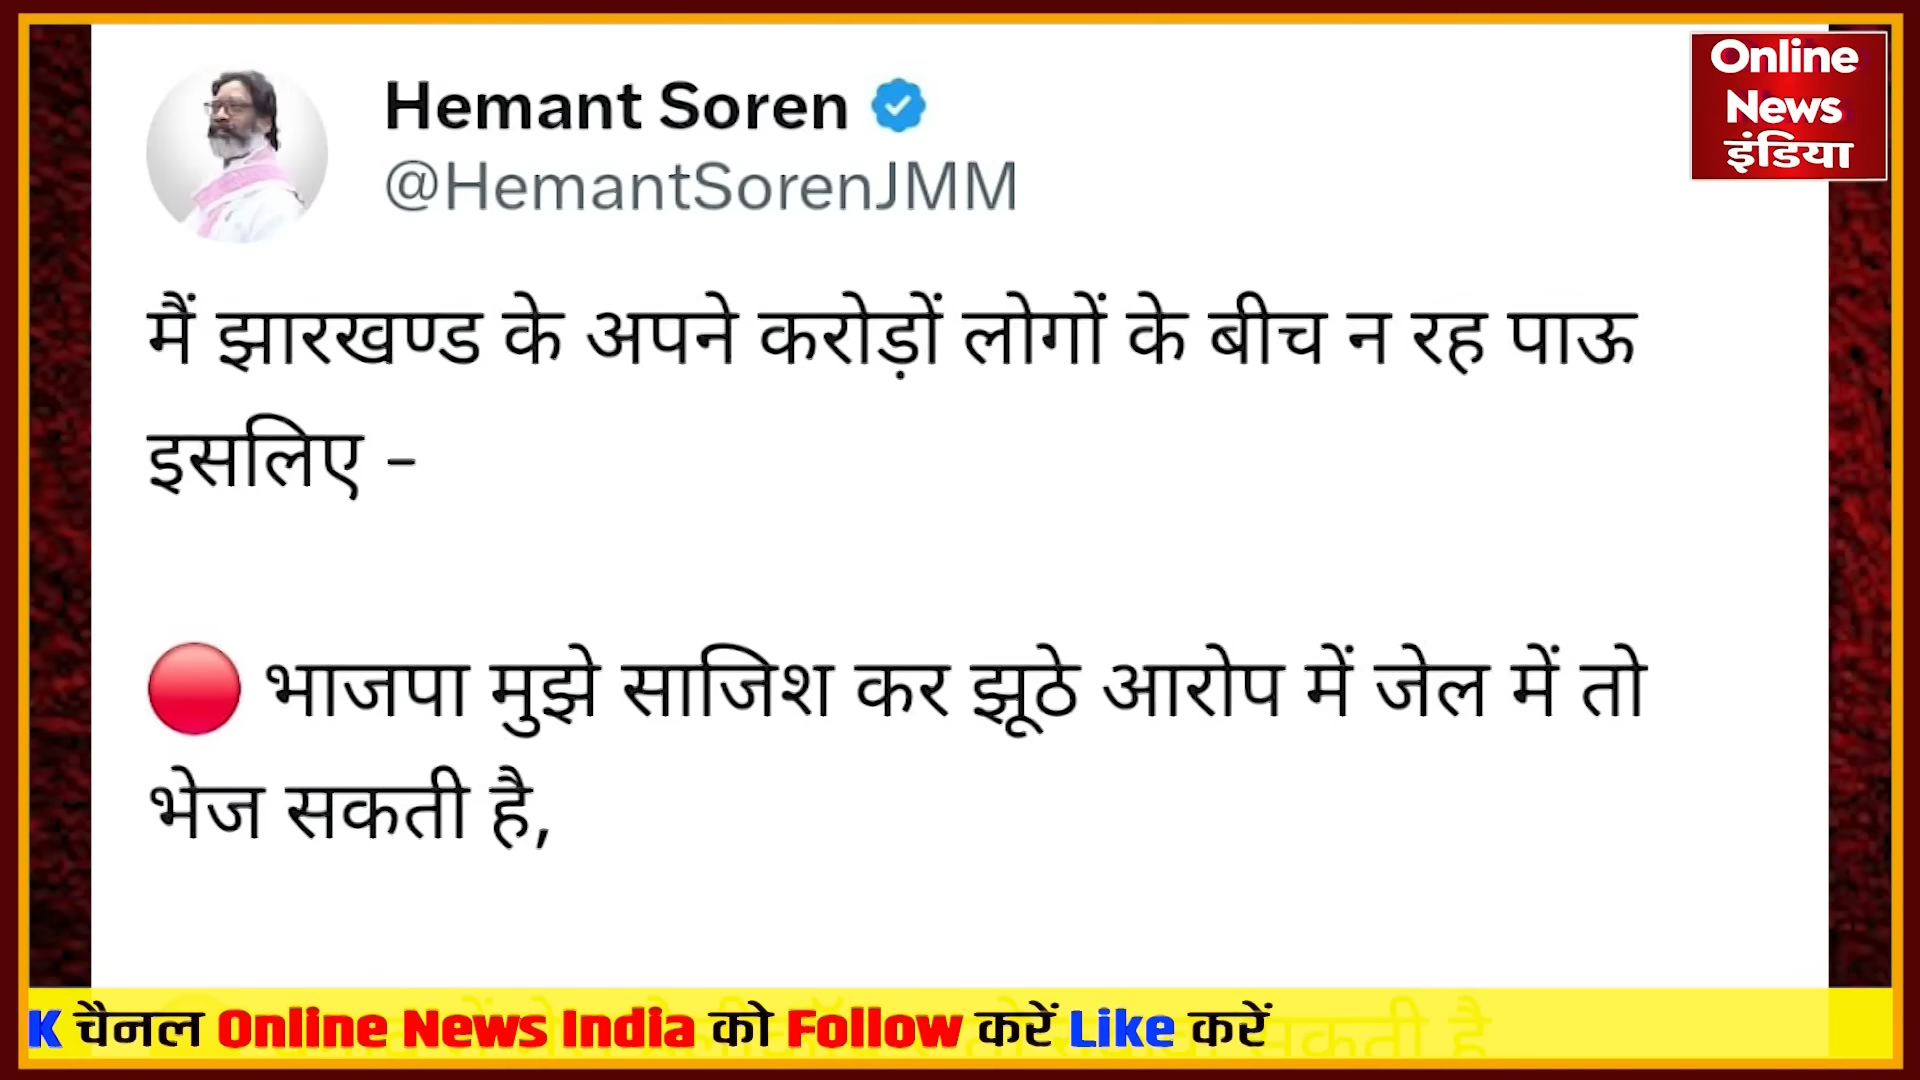 Online
News
इंडिया
Hemant Soren
@HemantSorenJMM
मैं झारखण्ड के अपने करोड़ों लोगों के बीच न रह पाऊ
इसलिए -
भाजपा मुझे साजिश कर झूठे आरोप में जेल में तो
भेज सकती है,
K चैनल Online News India को Follow करें Like करें